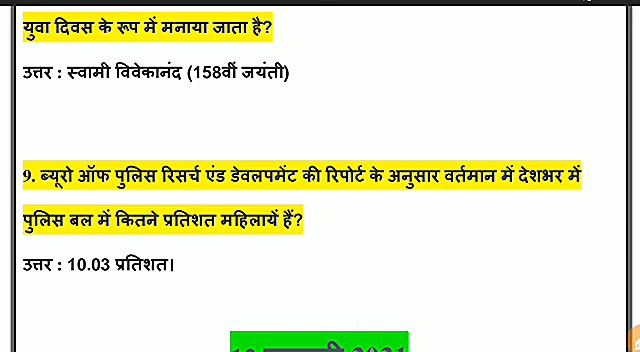 युवा दिवस के रूप में मनाया जाता है?
उत्तर : स्वामी विवेकानंद (158वीं जयंती)
9. ब्यूरो ऑफ पुलिस रिसर्च एंड डेवलपमेंट की रिपोर्ट के अनुसार वर्तमान में देशभर में
पुलिस बल में कितने प्रतिशत महिलायें हैं?
उत्तर : 10.03 प्रतिशत।